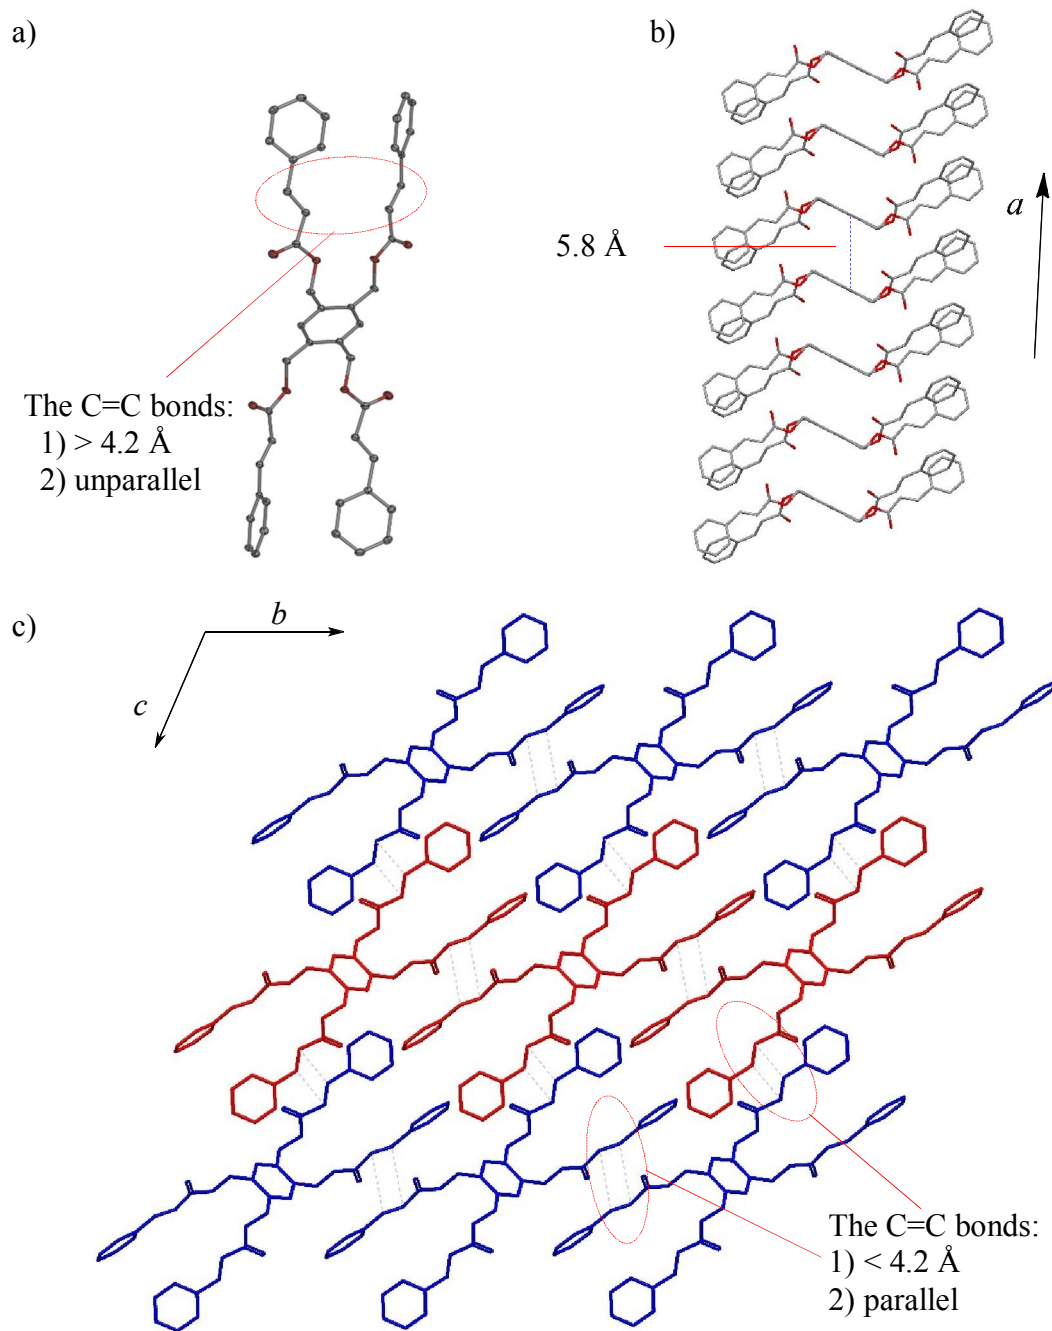 a)
b)
a
5.8 Å
The C=C bonds:
1) > 4.2 Å
2) unparallel
c)
b
c
The C=C bonds:
1) < 4.2 Å
2) parallel